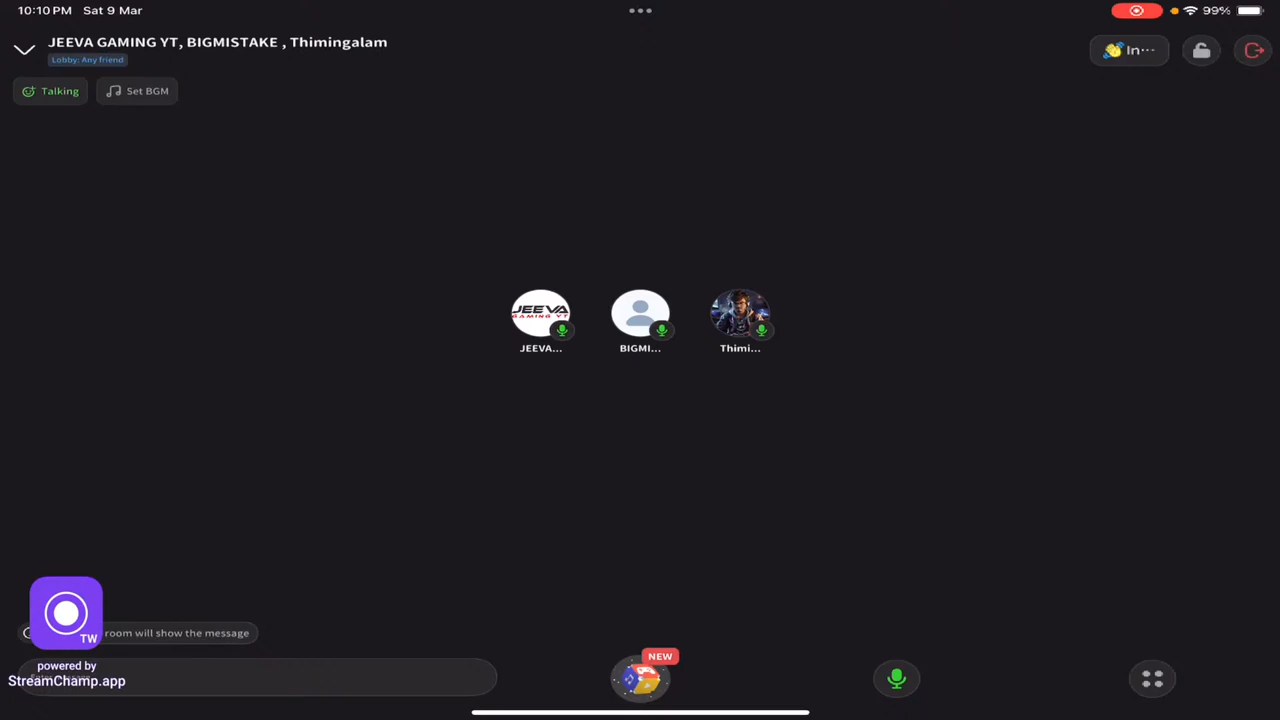 10:10 PM Sat 9 Mar
99%
JEEVA GAMING YT, BIGMISTAKE , Thimingalam
Lobby: Any friend
In...
Talking
Set BGM
JEEVA
GAMING YT
JEEVA...
BIGMI...
Thimi...
room will show the message
TW
powered by
StreamChamp.app
NEW